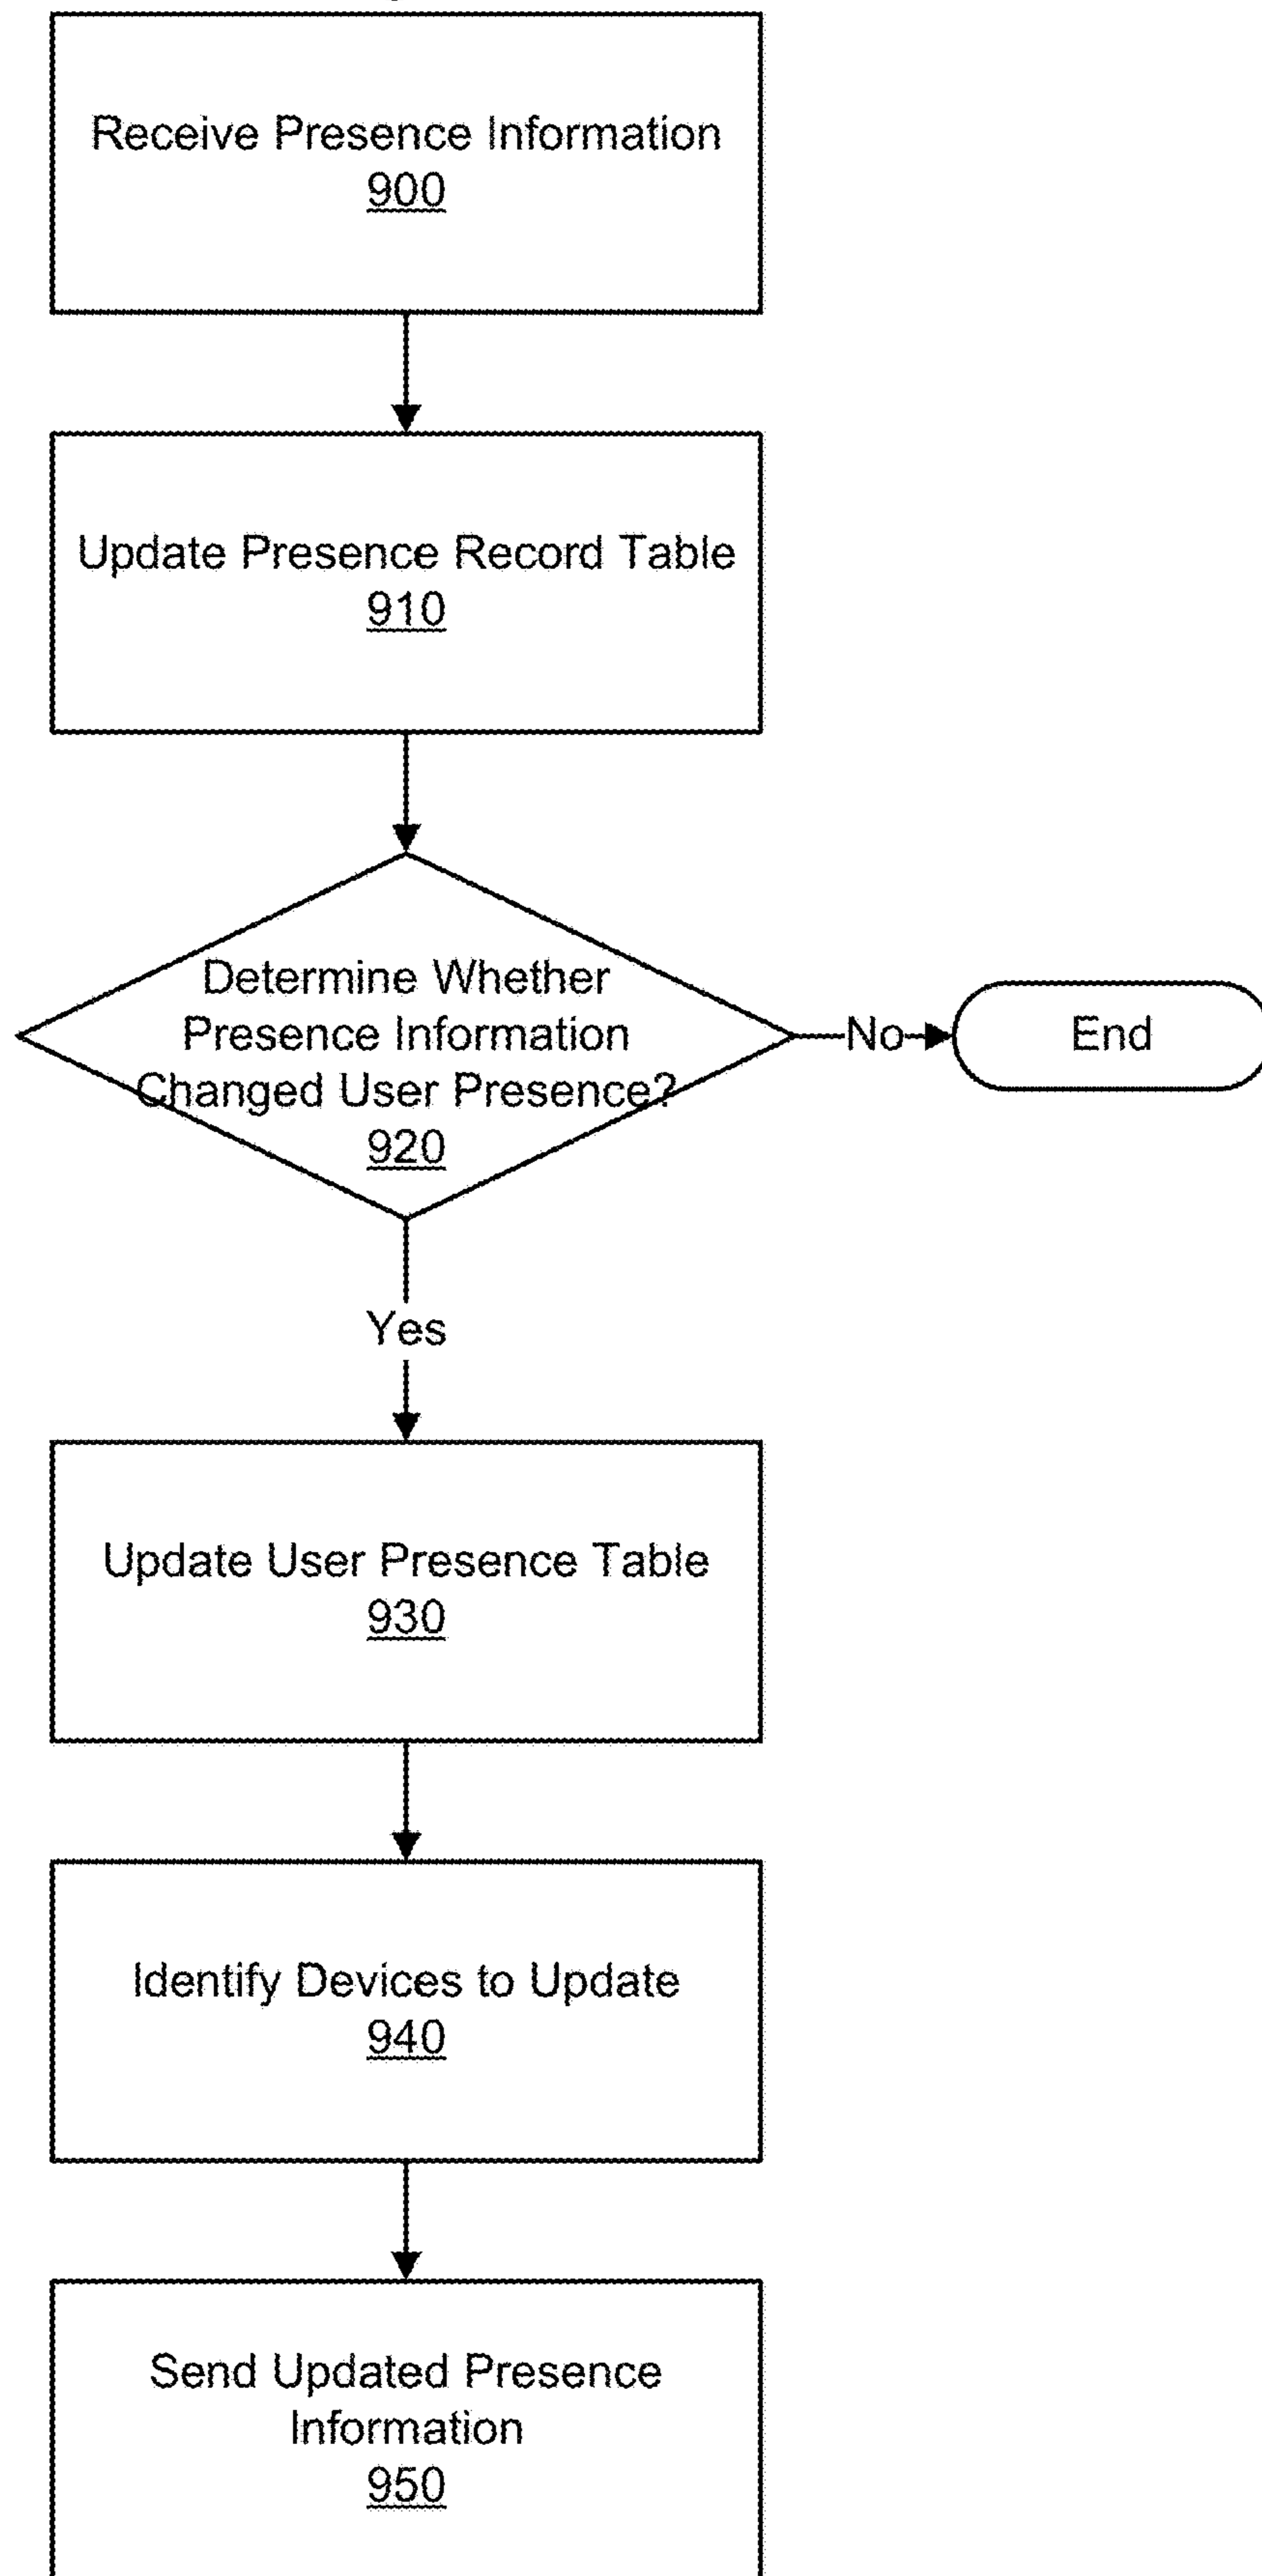 Receive Presence Information
900
Update Presence Record Table
910
Determine Whether
Presence Information
Changed User Presence?
920
No
End
Yes
Update User Presence Table
930
Identify Devices to Update
940
Send Updated Presence
Information
950